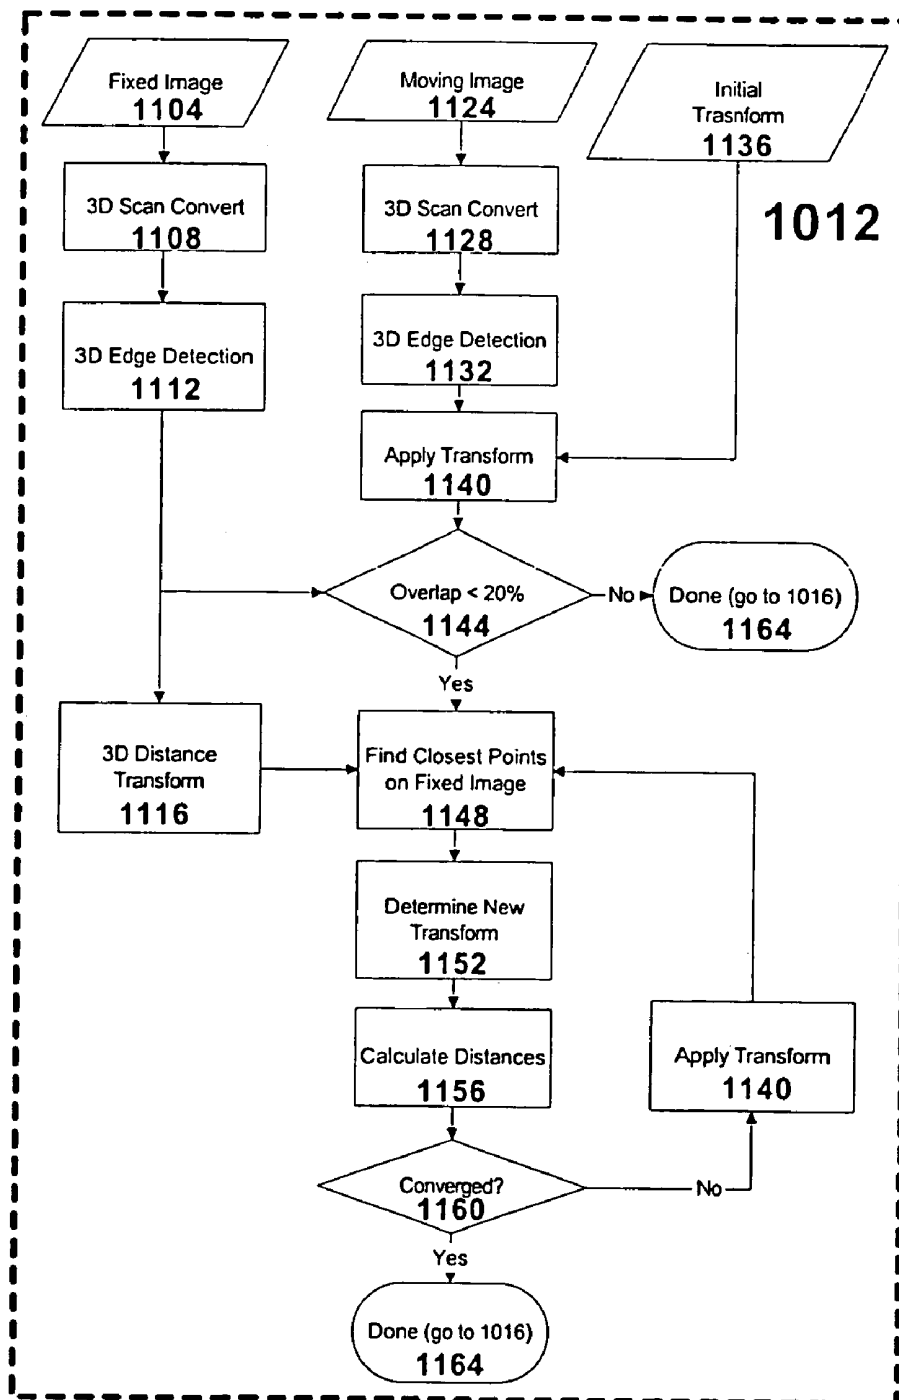 Fixed Image
1104
Moving Image
1124
Initial
Trasnform
1136
1012
3D Scan Convert
1108
3D Scan Convert
1128
3D Edge Detection
1112
3D Edge Detection
1132
Apply Transform
1140
Overlap < 20%
1144
No
Done (go to 1016)
1164
Yes
3D Distance
Transform
1116
Find Closest Points
on Fixed Image
1148
Determine New
Transform
1152
Calculate Distances
1156
Apply Transform
1140
Converged?
1160
No
Yes
Done (go to 1016)
1164